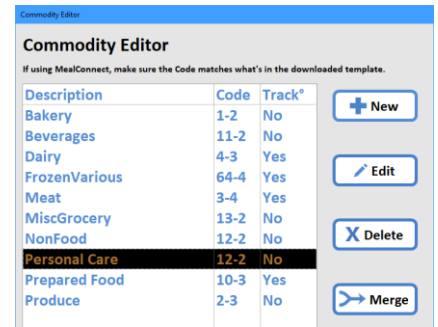 Commodity Editor
Commodity Editor
If using MealConnect, make sure the Code matches what's in the downloaded template.
Description Code Track°
Bakery 1-2 No
Beverages 11-2 No
Dairy 4-3 Yes
FrozenVarious 64-4 Yes
Meat 3-4 Yes
MiscGrocery 13-2 No
NonFood 12-2 No
Personal Care 12-2 No
Prepared Food 10-3 Yes
Produce 2-3 No
New
Edit
X Delete
Merge